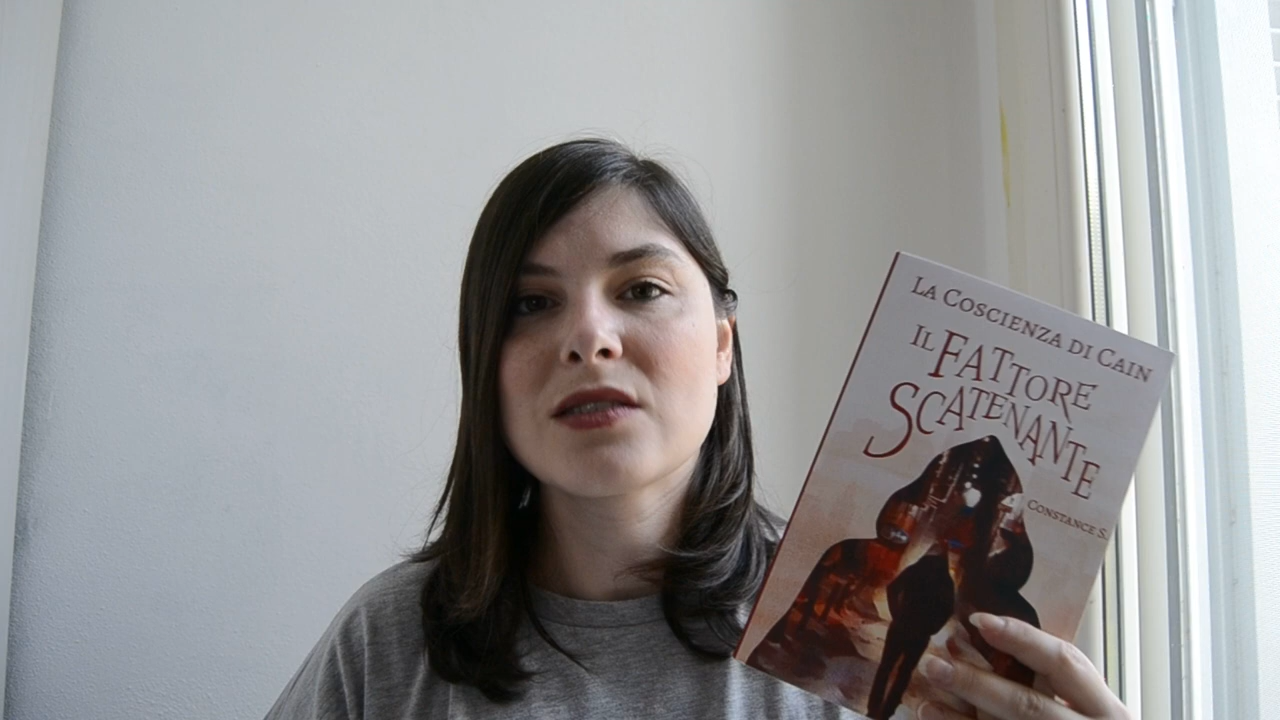 LA COSCIENZA DI CAIN
IL FATTORE
SCATENANTE
CONSTANCE S.